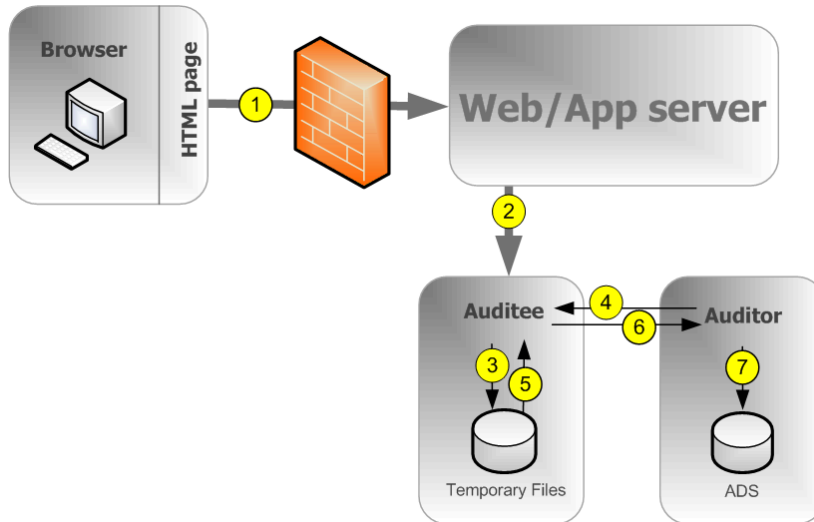 Browser
HTML page
1
Web/App server
2
Auditee
4
6
Auditor
3
5
7
Temporary Files
ADS